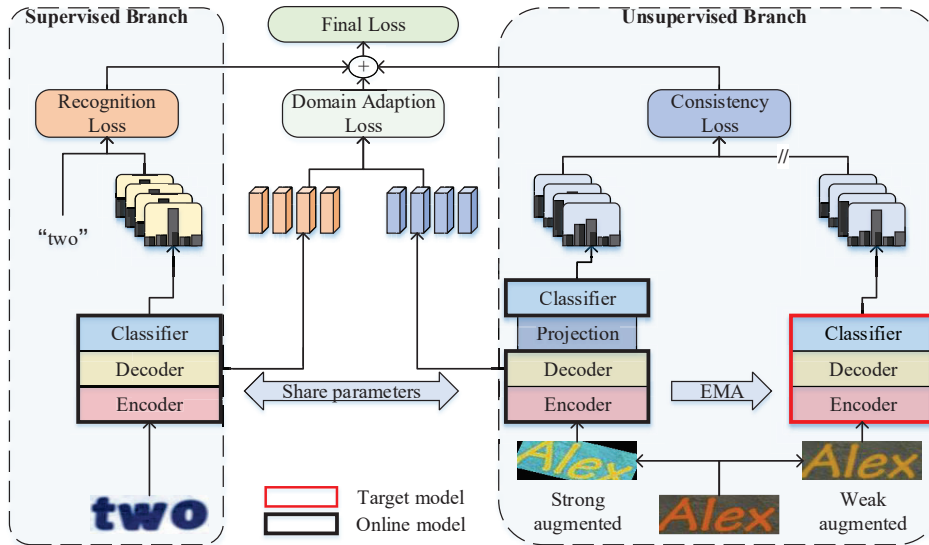 Supervised Branch
Final Loss
Unsupervised Branch
+
Recognition
Loss
Domain Adaption
Loss
Consistency
Loss
//
“two”
Classifier
Decoder
Encoder
Share parameters
Classifier
Projection
Decoder
Encoder
EMA
Classifier
Decoder
Encoder
two
Target model
Online model
Alex
Strong
augmented
Alex
Alex
Weak
augmented